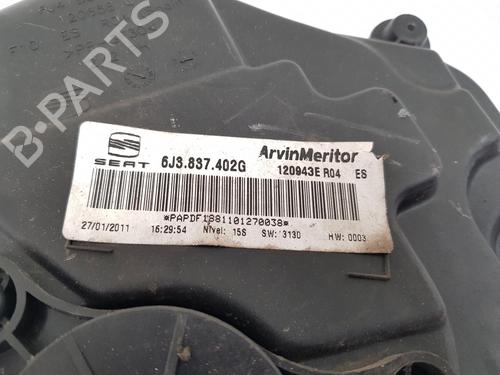 B-PARTS
SEAT 6J3.837.402G ArvinMeritor
120943E R04 ES
*PAPDF1881101270038*
27/01/2011 16:29:54 Nivel: 15S SW: 3130 HW: 0003